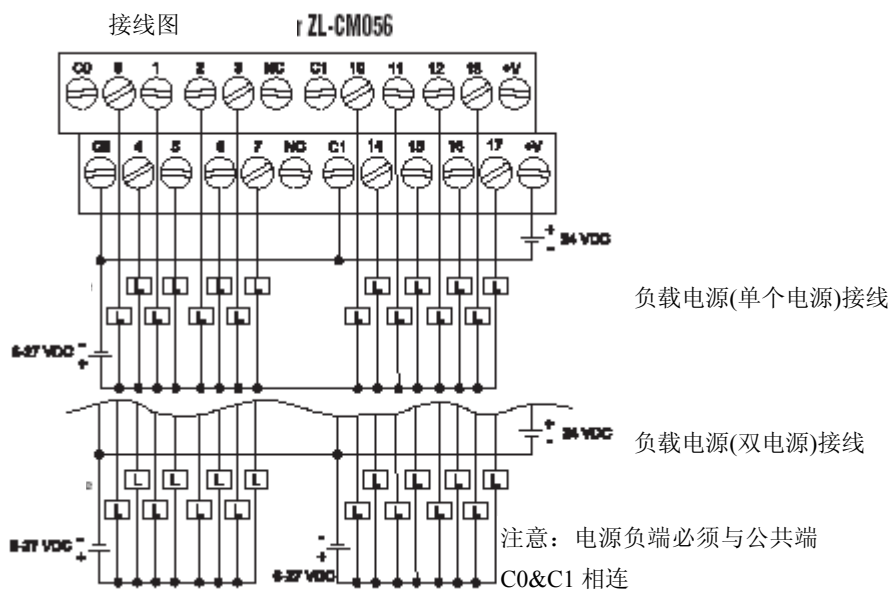 接线图 r ZL-CM056
C0 0 1 2 3 NC C1 10 11 12 13 +V
C0 4 5 6 7 NC C1 14 15 16 17 +V
+ 24 VDC
-
L L L L L L L L
负载电源(单个电源)接线
L L L L L L L L
6-27 VDC -
+
+ 24 VDC
-
负载电源(双电源)接线
L L L L L L L L
L L L L L L L L
6-27 VDC -
+
-
+
6-27 VDC
注意：电源负端必须与公共端
C0&C1 相连